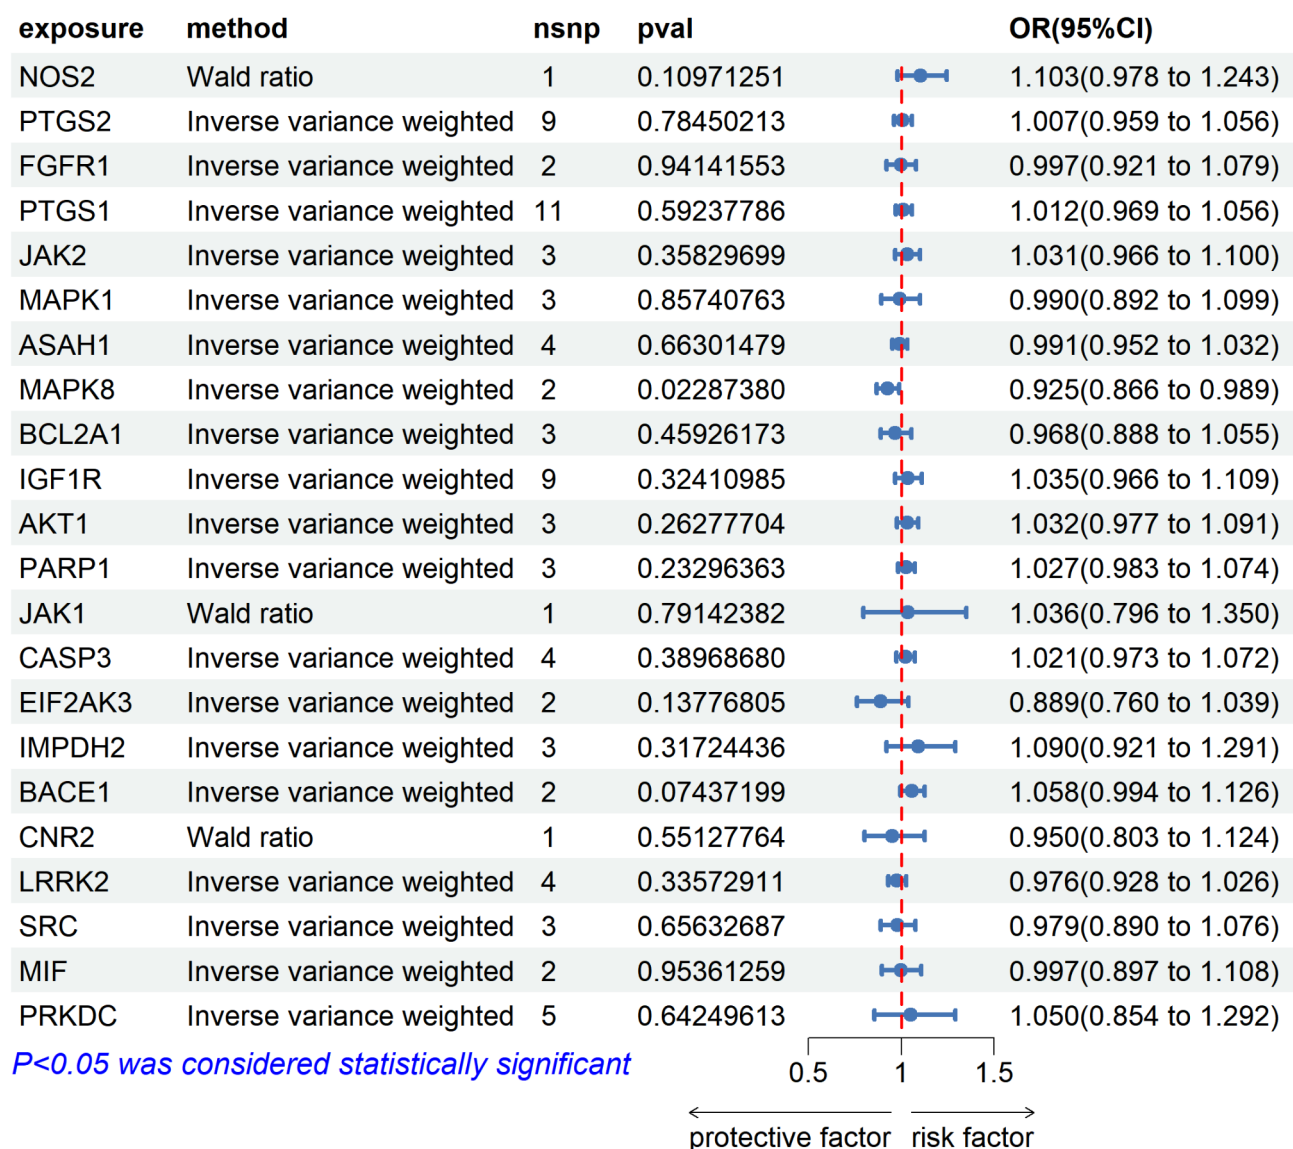 exposure method nsnp pval OR(95%CI)
NOS2 Wald ratio 1 0.10971251 1.103(0.978 to 1.243)
PTGS2 Inverse variance weighted 9 0.78450213 1.007(0.959 to 1.056)
FGFR1 Inverse variance weighted 2 0.94141553 0.997(0.921 to 1.079)
PTGS1 Inverse variance weighted 11 0.59237786 1.012(0.969 to 1.056)
JAK2 Inverse variance weighted 3 0.35829699 1.031(0.966 to 1.100)
MAPK1 Inverse variance weighted 3 0.85740763 0.990(0.892 to 1.099)
ASAH1 Inverse variance weighted 4 0.66301479 0.991(0.952 to 1.032)
MAPK8 Inverse variance weighted 2 0.02287380 0.925(0.866 to 0.989)
BCL2A1 Inverse variance weighted 3 0.45926173 0.968(0.888 to 1.055)
IGF1R Inverse variance weighted 9 0.32410985 1.035(0.966 to 1.109)
AKT1 Inverse variance weighted 3 0.26277704 1.032(0.977 to 1.091)
PARP1 Inverse variance weighted 3 0.23296363 1.027(0.983 to 1.074)
JAK1 Wald ratio 1 0.79142382 1.036(0.796 to 1.350)
CASP3 Inverse variance weighted 4 0.38968680 1.021(0.973 to 1.072)
EIF2AK3 Inverse variance weighted 2 0.13776805 0.889(0.760 to 1.039)
IMPDH2 Inverse variance weighted 3 0.31724436 1.090(0.921 to 1.291)
BACE1 Inverse variance weighted 2 0.07437199 1.058(0.994 to 1.126)
CNR2 Wald ratio 1 0.55127764 0.950(0.803 to 1.124)
LRRK2 Inverse variance weighted 4 0.33572911 0.976(0.928 to 1.026)
SRC Inverse variance weighted 3 0.65632687 0.979(0.890 to 1.076)
MIF Inverse variance weighted 2 0.95361259 0.997(0.897 to 1.108)
PRKDC Inverse variance weighted 5 0.64249613 1.050(0.854 to 1.292)
P<0.05 was considered statistically significant
0.5 1 1.5
protective factor risk factor